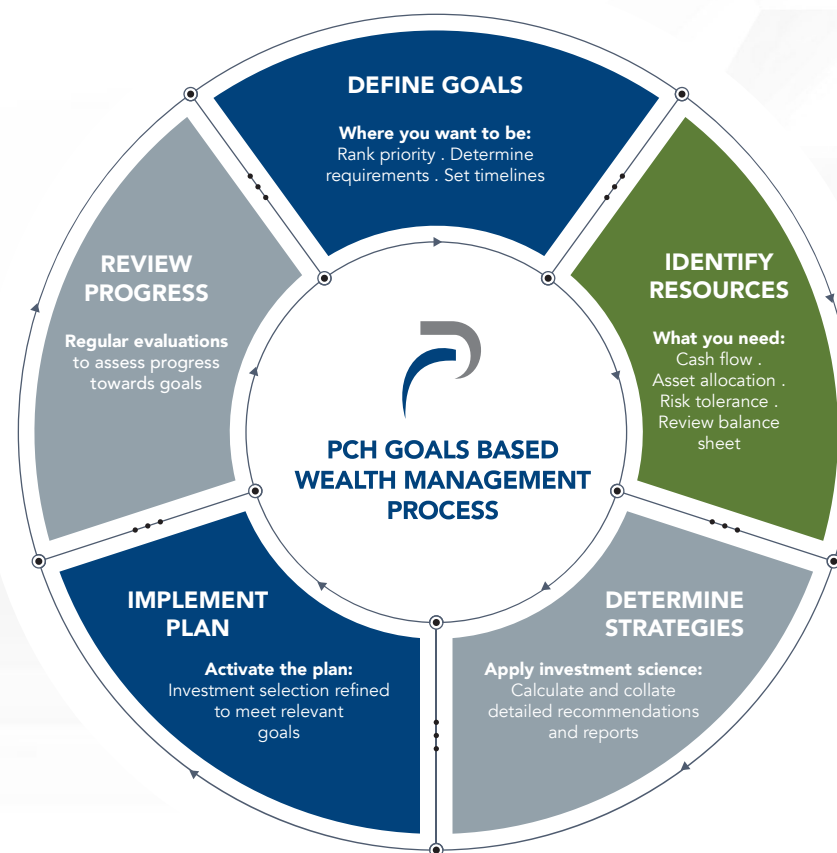 DEFINE GOALS
Where you want to be:
Rank priority . Determine
requirements . Set timelines
IDENTIFY
RESOURCES
What you need:
Cash flow .
Asset allocation .
Risk tolerance .
Review balance
sheet
DETERMINE
STRATEGIES
Apply investment science:
Calculate and collate
detailed recommendations
and reports
IMPLEMENT
PLAN
Activate the plan:
Investment selection refined
to meet relevant
goals
REVIEW
PROGRESS
Regular evaluations
to assess progress
towards goals
PCH GOALS BASED
WEALTH MANAGEMENT
PROCESS